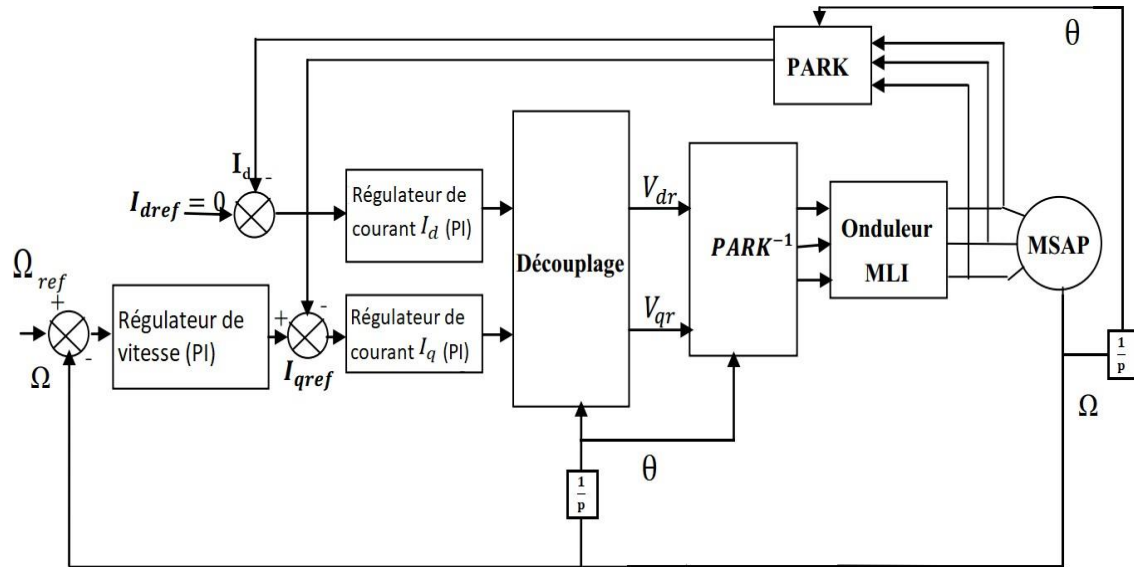 θ
PARK
I_d -
I_dref = 0
Régulateur de
courant I_d (PI)
Découplage
V_dr
PARK⁻¹
Onduleur
MLI
MSAP
Ω_ref
+
-
Ω
Régulateur de
vitesse (PI)
+
-
I_qref
Régulateur de
courant I_q (PI)
V_qr
1/p
Ω
θ
1/p